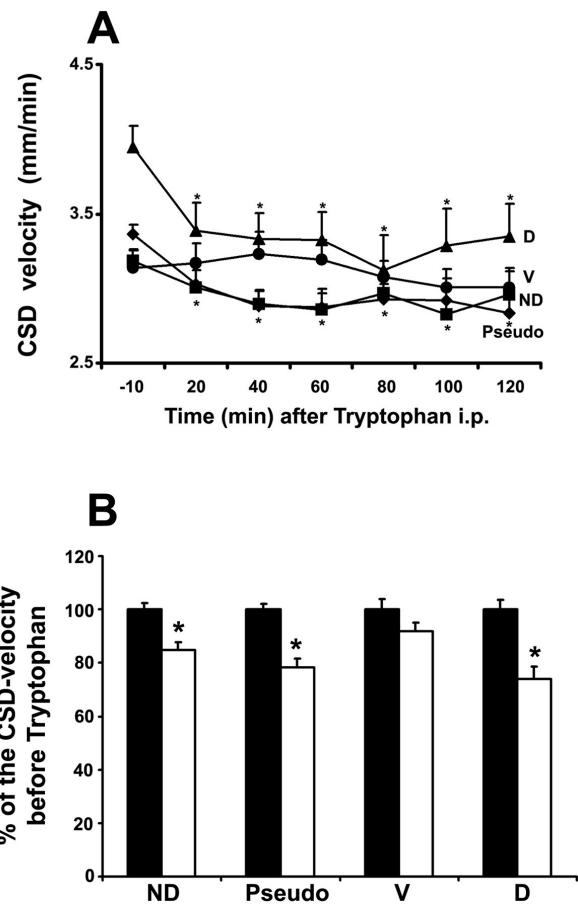 A
CSD velocity (mm/min)
4.5
3.5
2.5
* * * * * *
D
V
ND
* * * * * *
Pseudo
-10 20 40 60 80 100 120
Time (min) after Tryptophan i.p.
B
% of the CSD-velocity
before Tryptophan
120
100
80
60
40
20
0
* * *
ND Pseudo V D